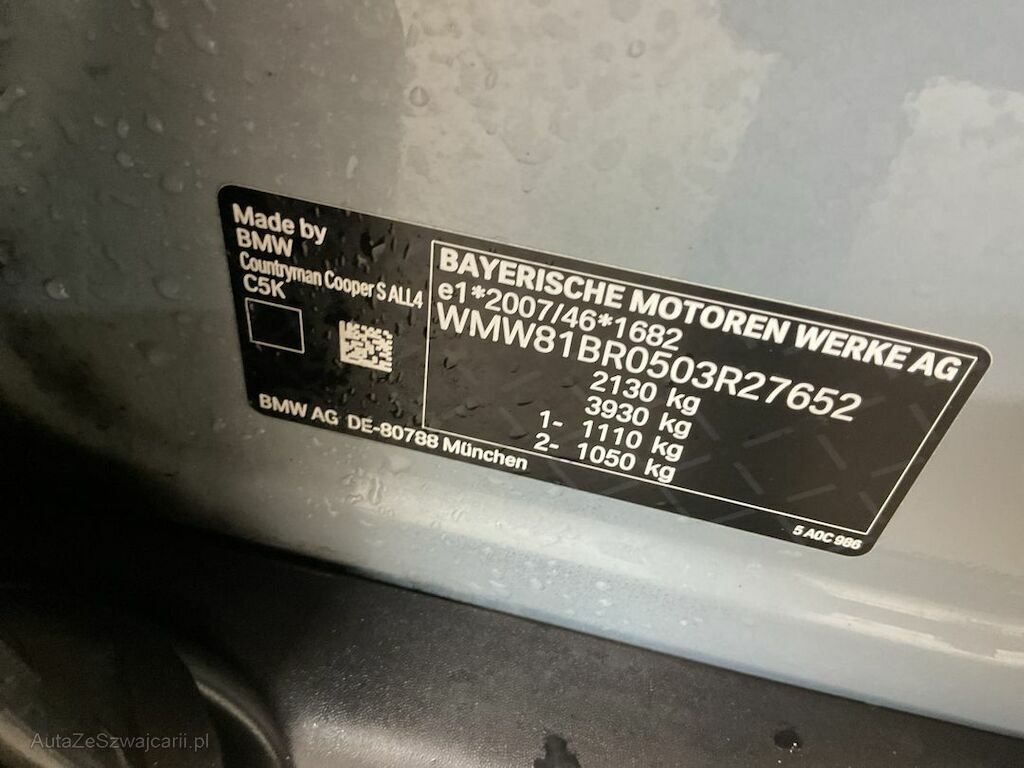 Made by
BMW
Countryman Cooper S ALL4
C5K
BMW AG DE-80788 München
BAYERISCHE MOTOREN WERKE AG
e1*2007/46*1682
WMW81BR0503R27652
2130 kg
3930 kg
1- 1110 kg
2- 1050 kg
5 A0C 986
AutaZeSzwajcarii.pl